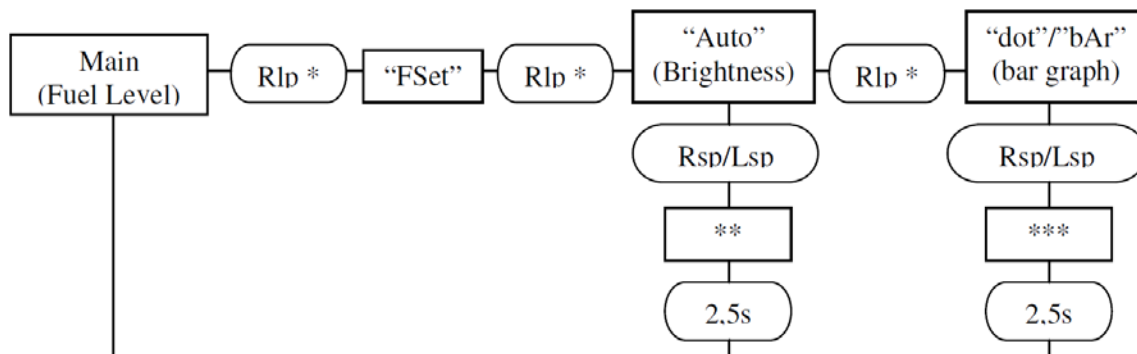 Main
(Fuel Level)
Rlp *
“FSet”
Rlp *
“Auto”
(Brightness)
Rlp *
“dot”/”bAr”
(bar graph)
Rsp/Lsp
Rsp/Lsp
**
***
2,5s
2,5s